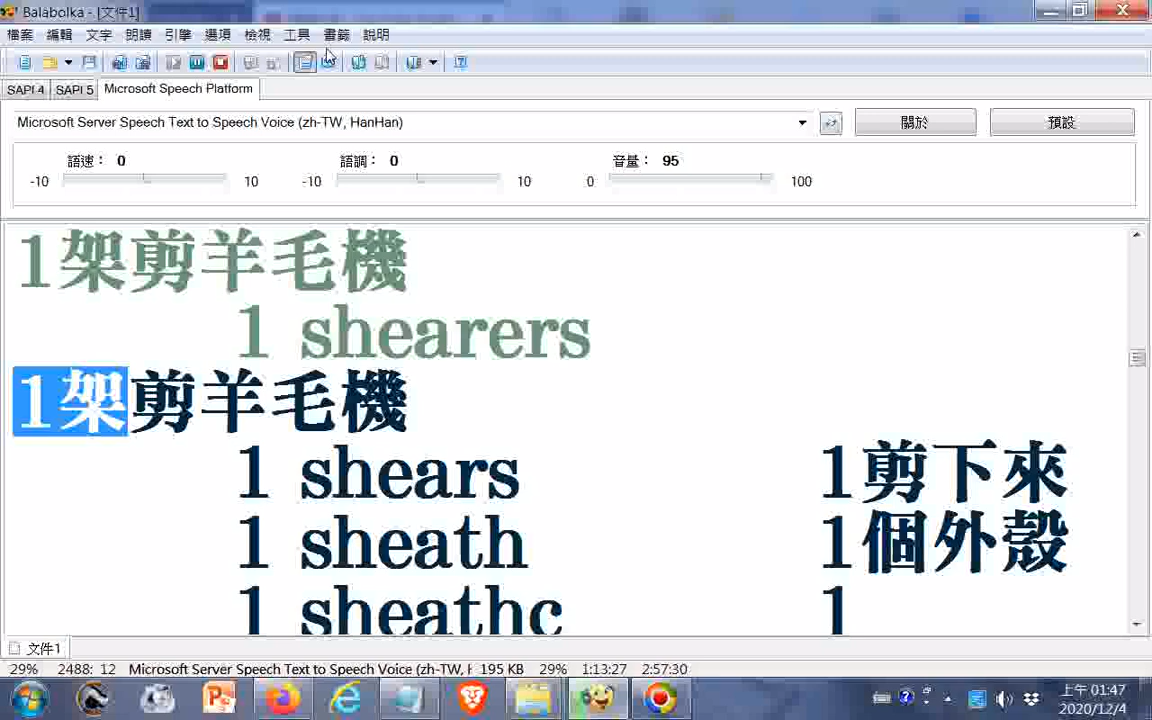 Balabolka - [文件1]
檔案 編輯 文字 朗讀 引擎 選項 檢視 工具 書籤 說明
SAPI 4 SAPI 5 Microsoft Speech Platform
Microsoft Server Speech Text to Speech Voice (zh-TW, HanHan) 關於 預設
語速： 0 語調： 0 音量： 95
-10 10 -10 10 0 100
1架剪羊毛機
1 shearers
1架剪羊毛機
1 shears 1剪下來
1 sheath 1個外殼
1 sheathc 1
文件1
29% 2488: 12 Microsoft Server Speech Text to Speech Voice (zh-TW, H 195 KB 29% 1:13:27 2:57:30
上午 01:47
2020/12/4